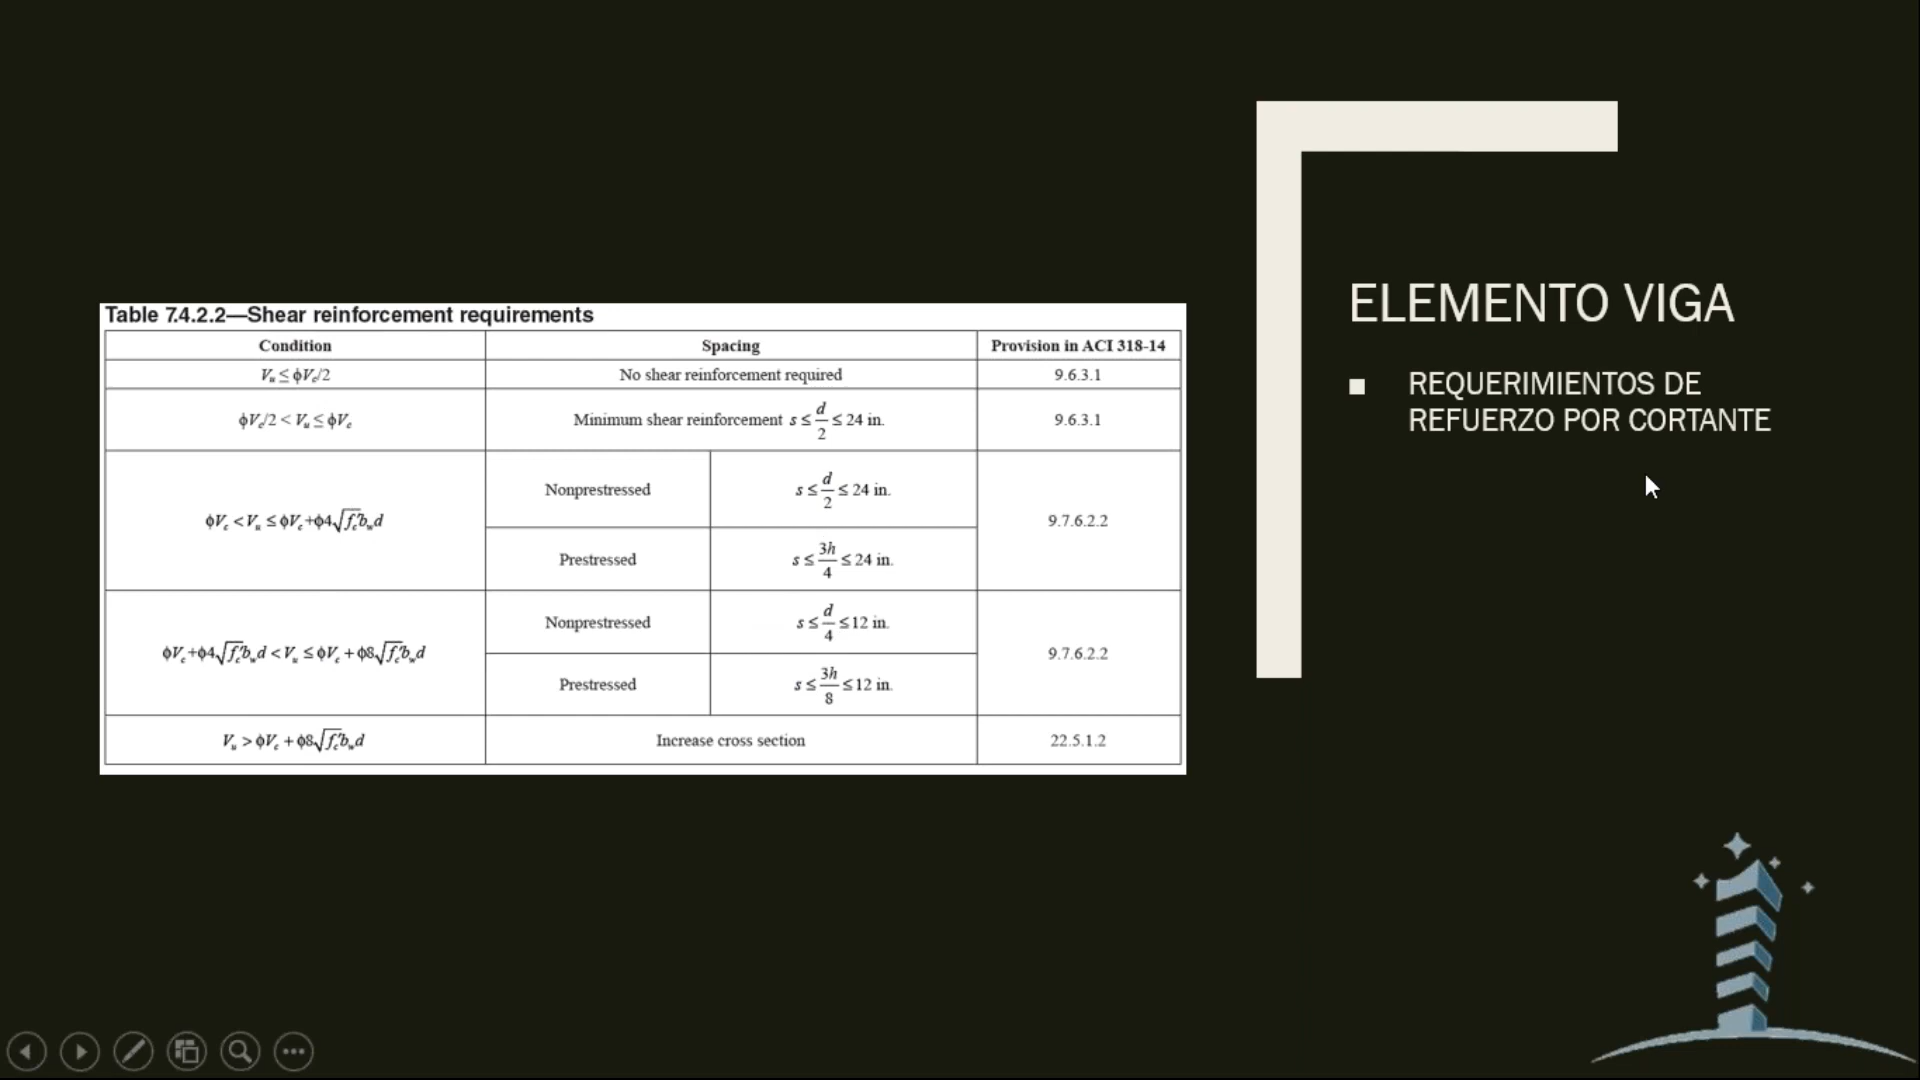 Table 7.4.2.2—Shear reinforcement requirements
Condition Spacing Provision in ACI 318-14
Vu ≤ ϕVc/2 No shear reinforcement required 9.6.3.1
ϕVc/2 < Vu ≤ ϕVc Minimum shear reinforcement s ≤ d/2 ≤ 24 in. 9.6.3.1
ϕVc < Vu ≤ ϕVc+ϕ4√f'c bwd 9.7.6.2.2
Nonprestressed s ≤ d/2 ≤ 24 in.
Prestressed s ≤ 3h/4 ≤ 24 in.
ϕVc+ϕ4√f'c bwd < Vu ≤ ϕVc + ϕ8√f'c bwd 9.7.6.2.2
Nonprestressed s ≤ d/4 ≤ 12 in.
Prestressed s ≤ 3h/8 ≤ 12 in.
Vu > ϕVc + ϕ8√f'c bwd Increase cross section 22.5.1.2
ELEMENTO VIGA
■ REQUERIMIENTOS DE
REFUERZO POR CORTANTE